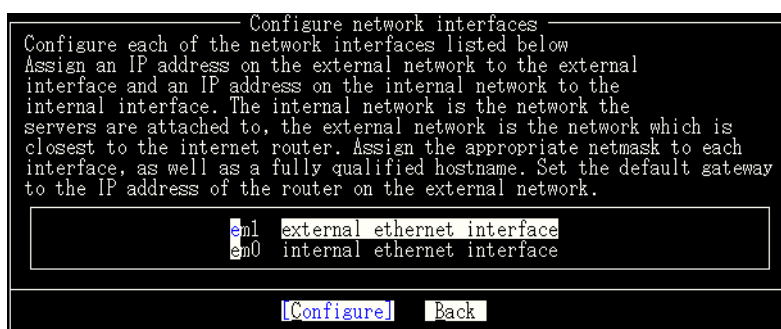 Configure network interfaces
Configure each of the network interfaces listed below
Assign an IP address on the external network to the external
interface and an IP address on the internal network to the
internal interface. The internal network is the network the
servers are attached to, the external network is the network which is
closest to the internet router. Assign the appropriate netmask to each
interface, as well as a fully qualified hostname. Set the default gateway
to the IP address of the router on the external network.
em1 external ethernet interface
em0 internal ethernet interface
[Configure] Back